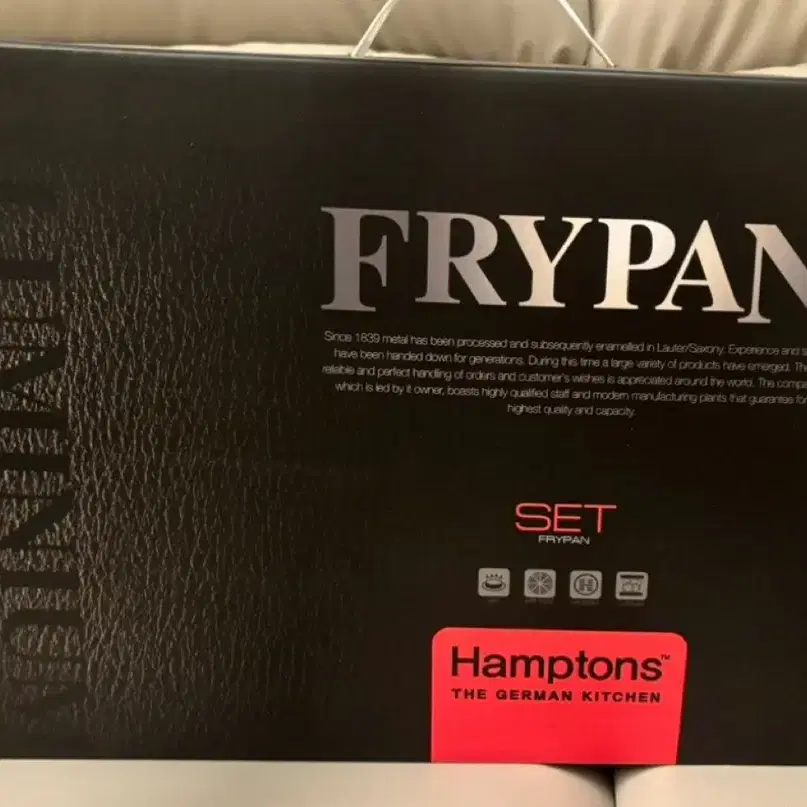 FRYPAN
Since 1839 metal has been processed and subsequently enamelled in Lauter/Saxony. Experience and
have been handed down for generations. During this time a large variety of products have emerged. The
reliable and perfect handling of orders and customer's wishes is appreciated around the world. The
which is led by it owner, boasts highly qualified staff and modern manufacturing plants that guarantee for
highest quality and capacity.
SET
FRYPAN
Hamptons™
THE GERMAN KITCHEN